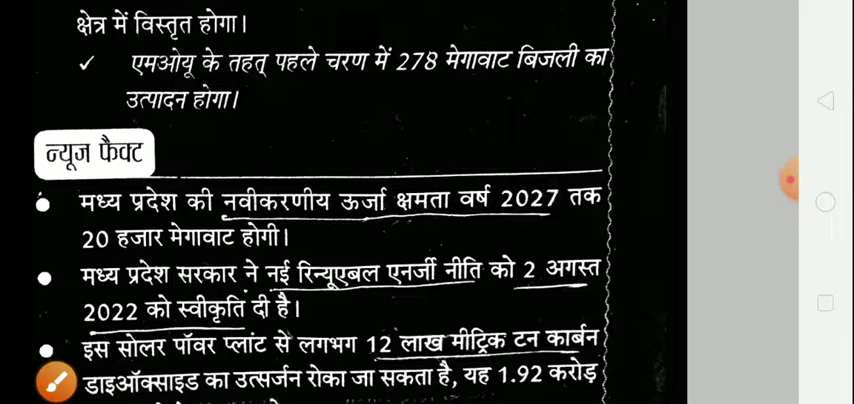 क्षेत्र में विस्तृत होगा।
✓ एमओयू के तहत् पहले चरण में 278 मेगावाट बिजली का
उत्पादन होगा।
न्यूज फैक्ट
● मध्य प्रदेश की नवीकरणीय ऊर्जा क्षमता वर्ष 2027 तक
20 हजार मेगावाट होगी।
● मध्य प्रदेश सरकार ने नई रिन्यूएबल एनर्जी नीति को 2 अगस्त
2022 को स्वीकृति दी है।
● इस सोलर पॉवर प्लांट से लगभग 12 लाख मीट्रिक टन कार्बन
डाइऑक्साइड का उत्सर्जन रोका जा सकता है, यह 1.92 करोड़